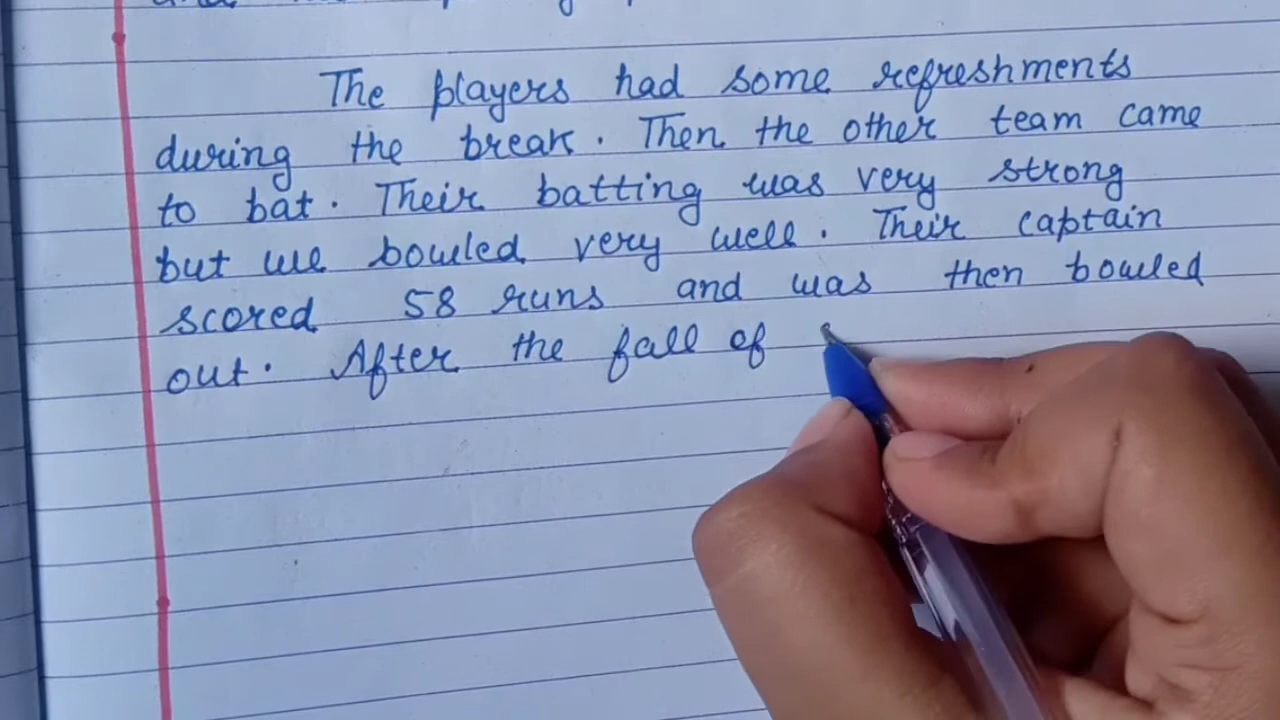 The players had some refreshments
during the break. Then the other team came
to bat. Their batting was very strong
but we bowled very well. Their captain
scored 58 runs and was then bowled
out. After the fall of